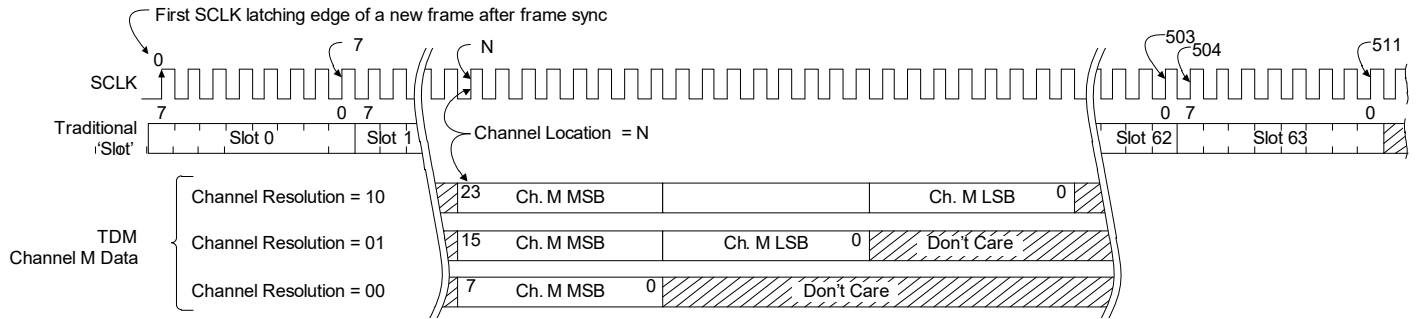 First SCLK latching edge of a new frame after frame sync
0 7 N 503 504 511
SCLK
7 0 7 0 7 0
Traditional 'Slot'
Slot 0 Slot 1 Slot 62 Slot 63
Channel Location = N
Channel Resolution = 10 23 Ch. M MSB Ch. M LSB 0
TDM Channel M Data
Channel Resolution = 01 15 Ch. M MSB Ch. M LSB 0 Don't Care
Channel Resolution = 00 7 Ch. M MSB 0 Don't Care